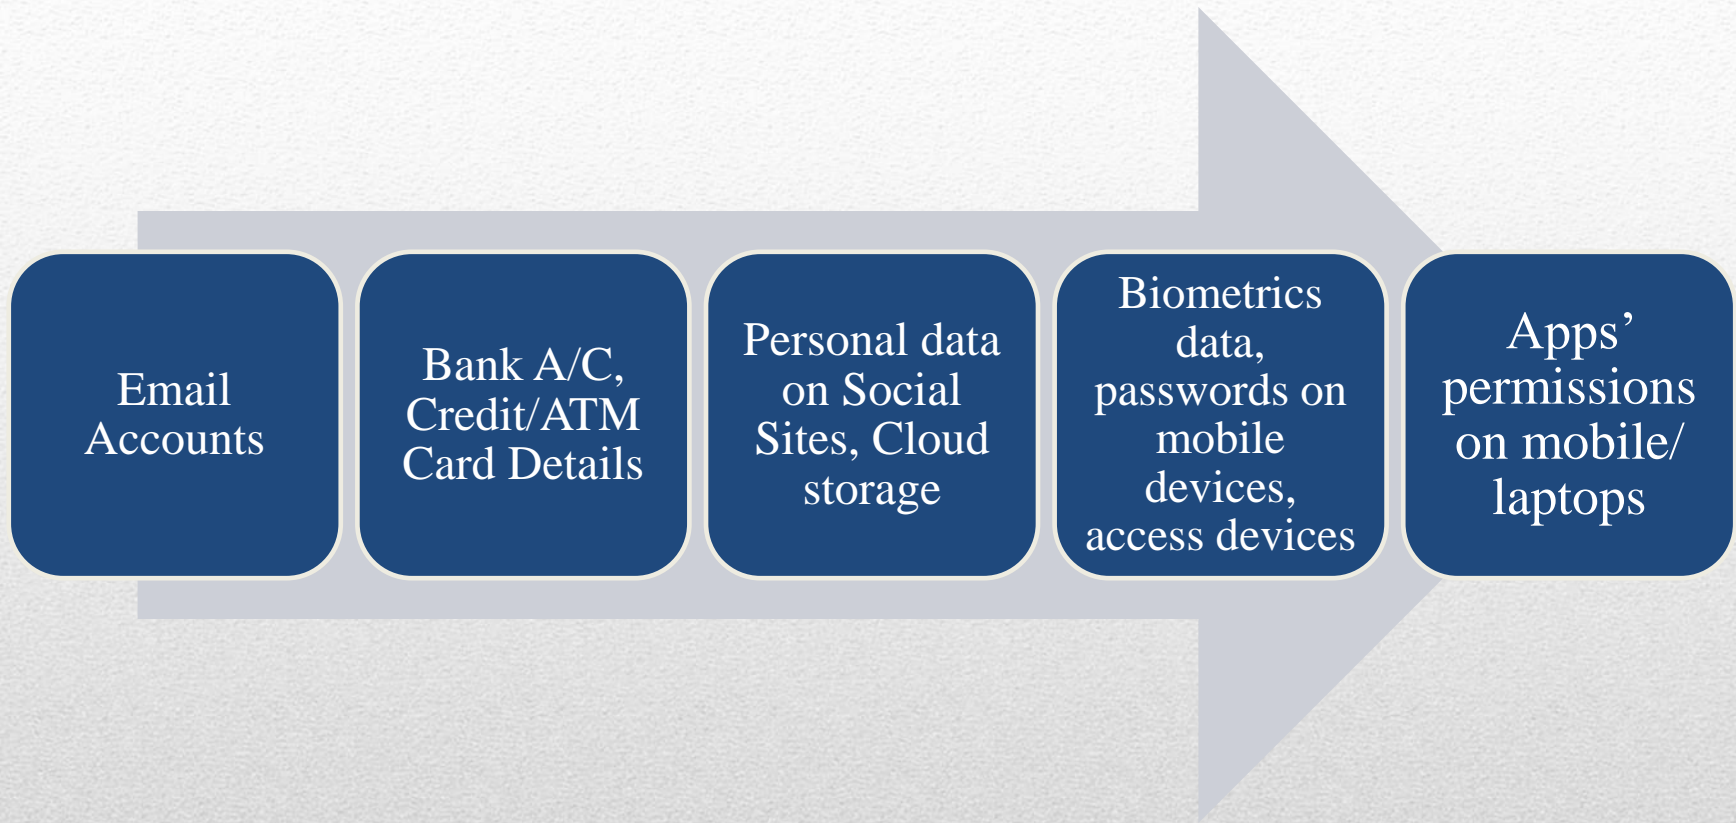 Email
Accounts
Bank A/C,
Credit/ATM
Card Details
Personal data
on Social
Sites, Cloud
storage
Biometrics
data,
passwords on
mobile
devices,
access devices
Apps’
permissions
on mobile/
laptops